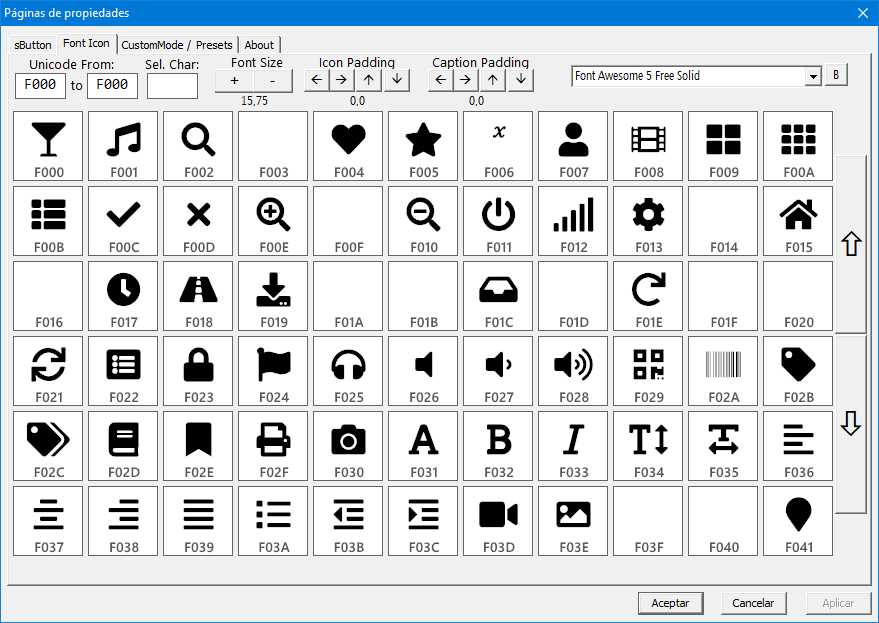 Páginas de propiedades
sButton Font Icon CustomMode / Presets About
Unicode From: Sel. Char: Font Size Icon Padding Caption Padding
F000 to F000 + - Font Awesome 5 Free Solid B
15,75 0,0 0,0
F000 F001 F002 F003 F004 F005 F006 F007 F008 F009 F00A
F00B F00C F00D F00E F00F F010 F011 F012 F013 F014 F015
F016 F017 F018 F019 F01A F01B F01C F01D F01E F01F F020
F021 F022 F023 F024 F025 F026 F027 F028 F029 F02A F02B
F02C F02D F02E F02F F030 F031 F032 F033 F034 F035 F036
F037 F038 F039 F03A F03B F03C F03D F03E F03F F040 F041
Aceptar Cancelar Aplicar